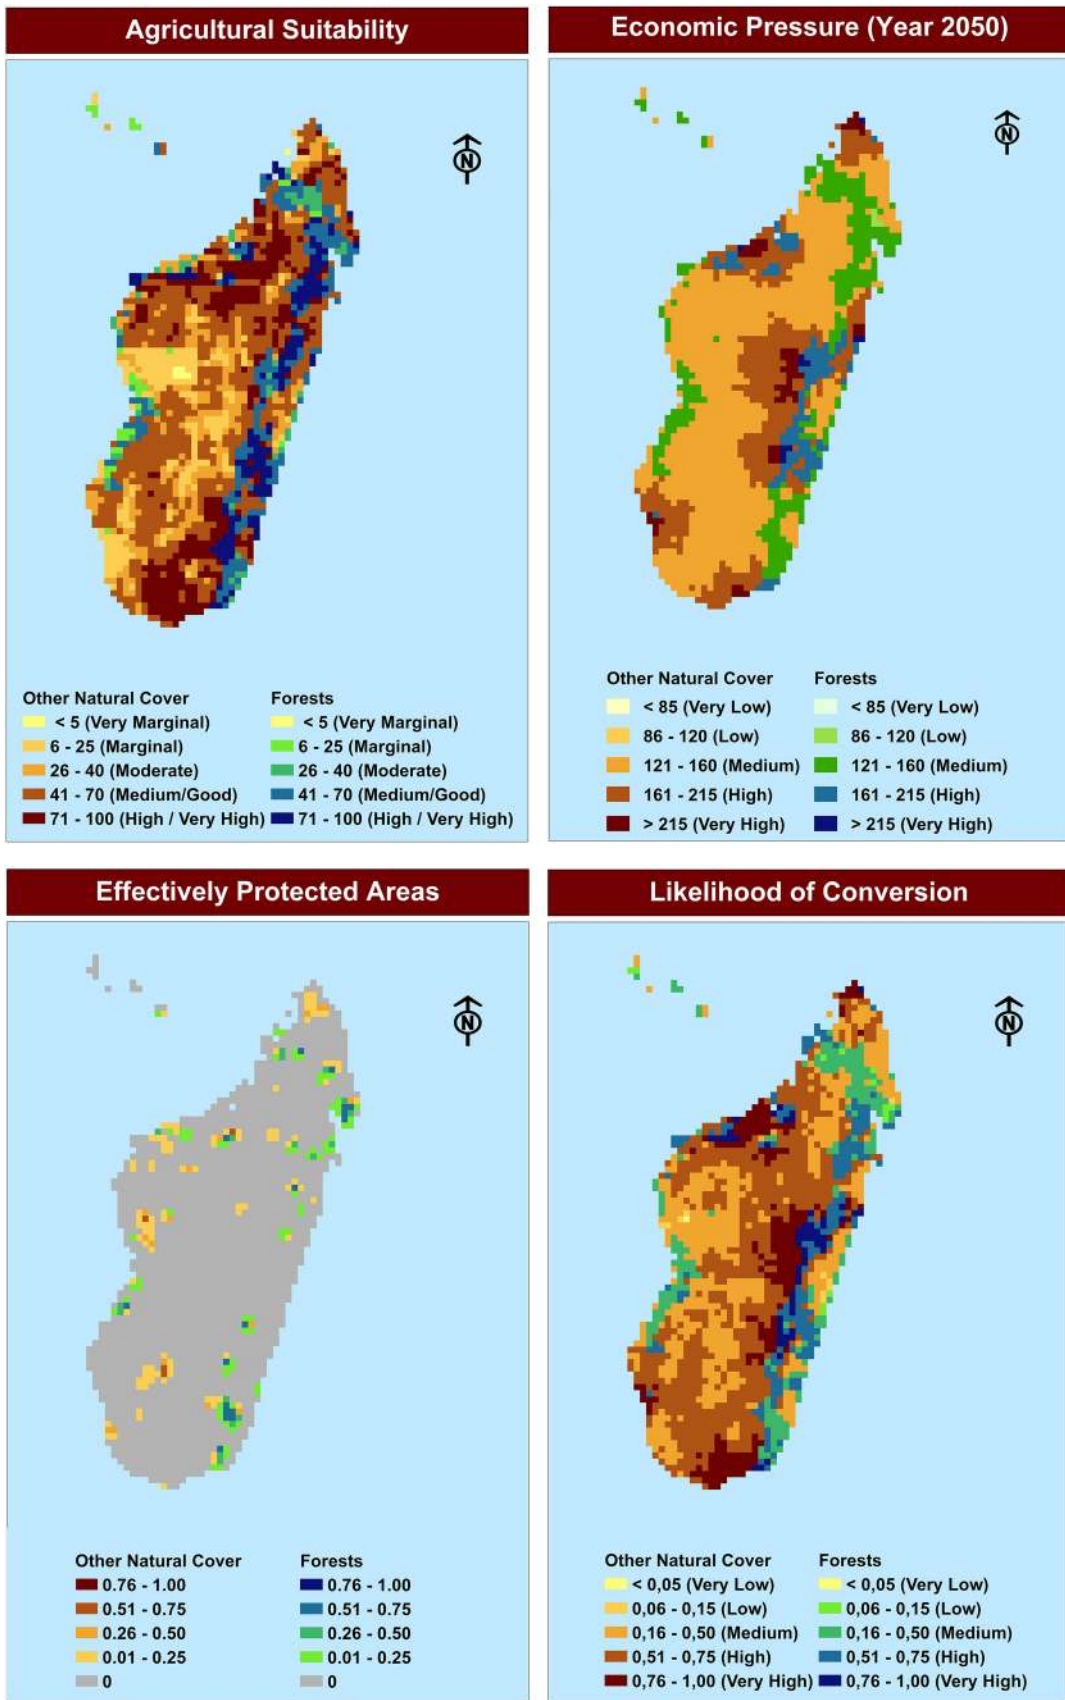 Agricultural Suitability
N
Other Natural Cover Forests
< 5 (Very Marginal) < 5 (Very Marginal)
6 - 25 (Marginal) 6 - 25 (Marginal)
26 - 40 (Moderate) 26 - 40 (Moderate)
41 - 70 (Medium/Good) 41 - 70 (Medium/Good)
71 - 100 (High / Very High) 71 - 100 (High / Very High)
Economic Pressure (Year 2050)
N
Other Natural Cover Forests
< 85 (Very Low) < 85 (Very Low)
86 - 120 (Low) 86 - 120 (Low)
121 - 160 (Medium) 121 - 160 (Medium)
161 - 215 (High) 161 - 215 (High)
> 215 (Very High) > 215 (Very High)
Effectively Protected Areas
N
Other Natural Cover Forests
0.76 - 1.00 0.76 - 1.00
0.51 - 0.75 0.51 - 0.75
0.26 - 0.50 0.26 - 0.50
0.01 - 0.25 0.01 - 0.25
0 0
Likelihood of Conversion
N
Other Natural Cover Forests
< 0,05 (Very Low) < 0,05 (Very Low)
0,06 - 0,15 (Low) 0,06 - 0,15 (Low)
0,16 - 0,50 (Medium) 0,16 - 0,50 (Medium)
0,51 - 0,75 (High) 0,51 - 0,75 (High)
0,76 - 1,00 (Very High) 0,76 - 1,00 (Very High)